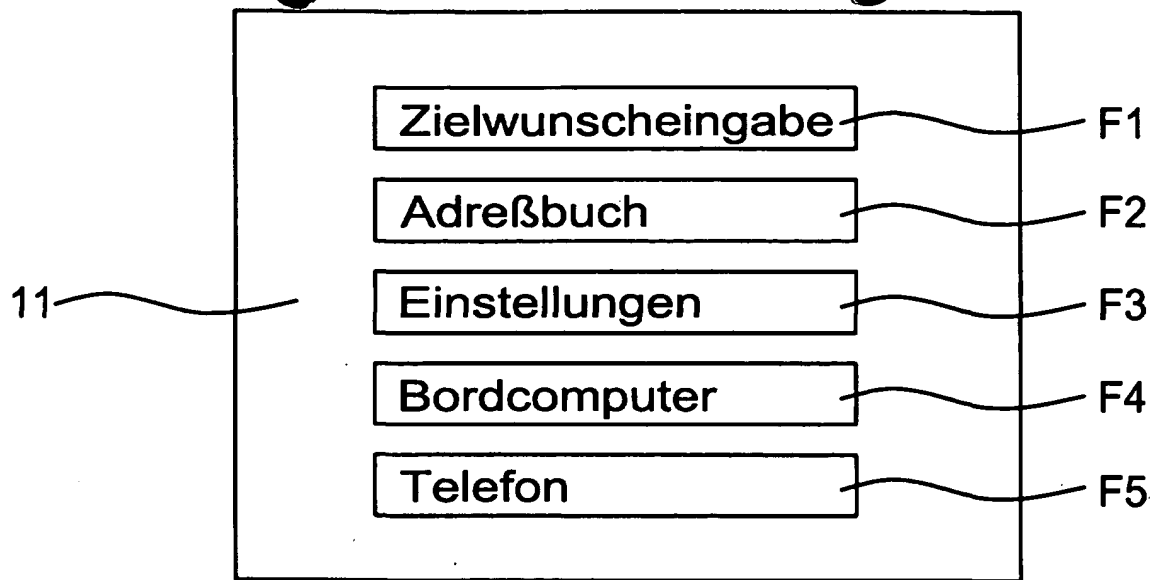 Zielwunscheingabe F1
Adreßbuch F2
11 Einstellungen F3
Bordcomputer F4
Telefon F5